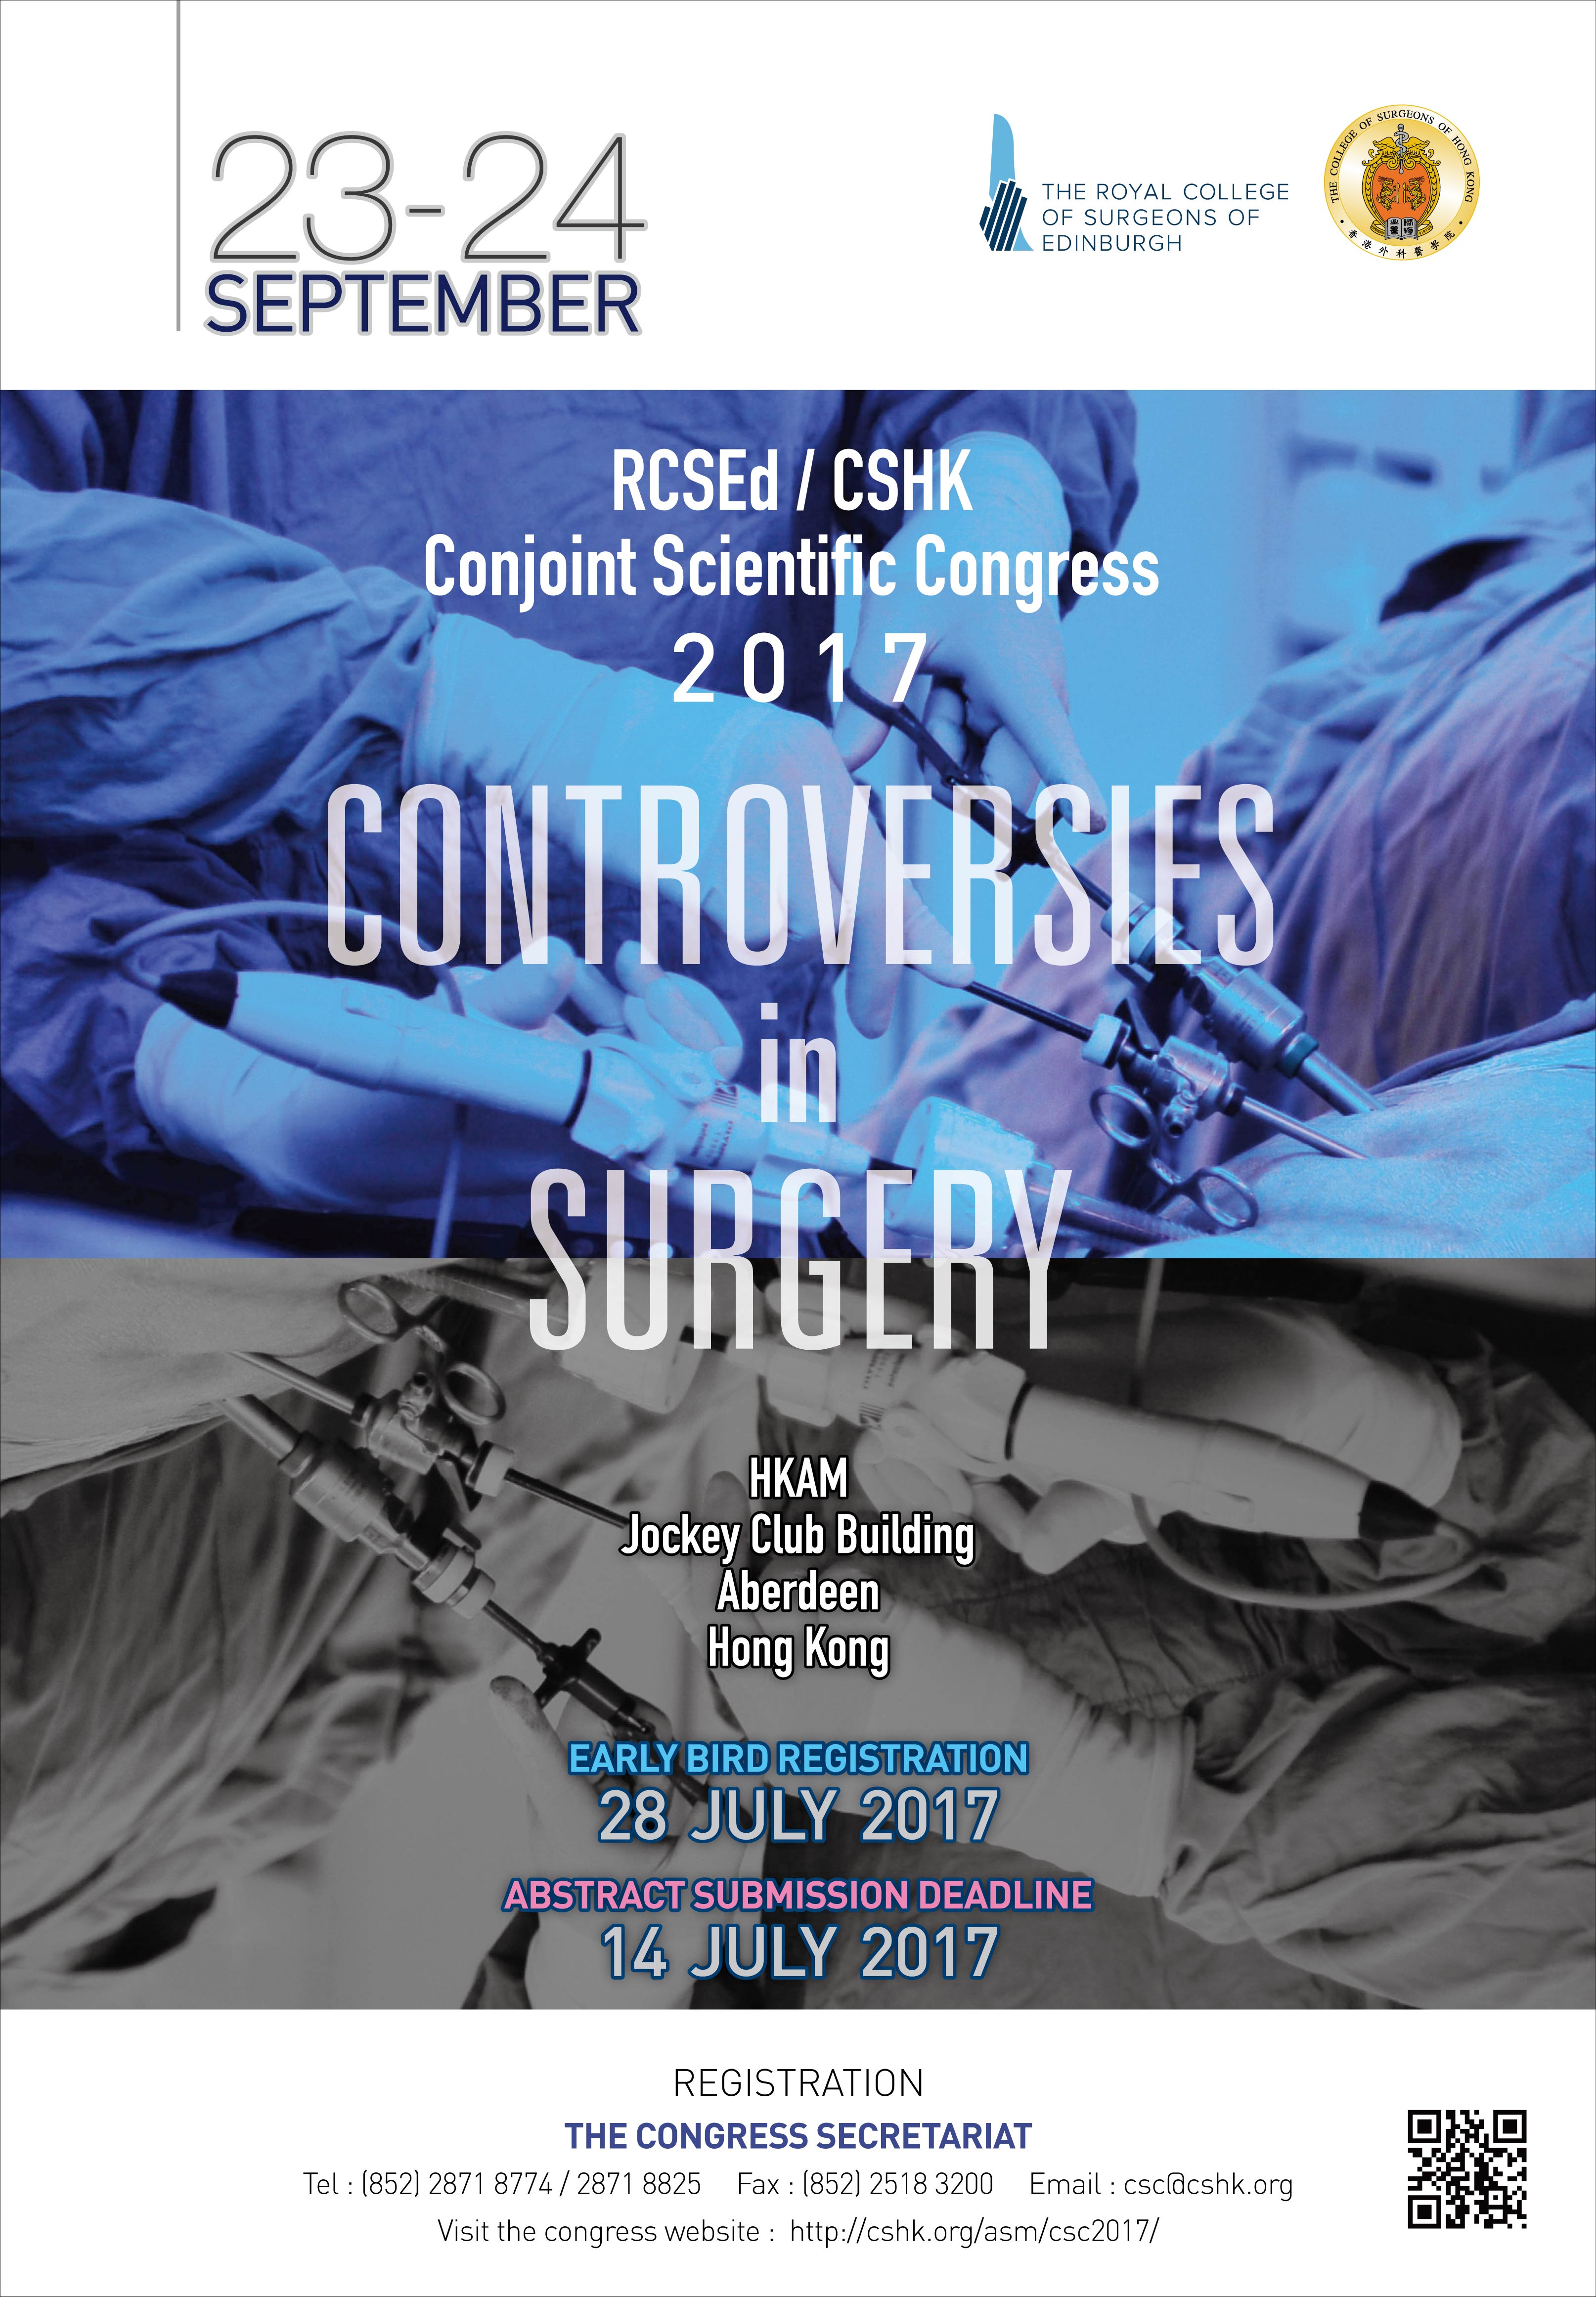 23-24
SEPTEMBER
THE ROYAL COLLEGE
OF SURGEONS OF
EDINBURGH
THE COLLEGE OF SURGEONS OF HONG KONG
香港外科醫學院
RCSEd / CSHK
Conjoint Scientific Congress
2017
CONTROVERSIES
in
SURGERY
HKAM
Jockey Club Building
Aberdeen
Hong Kong
EARLY BIRD REGISTRATION
28 JULY 2017
ABSTRACT SUBMISSION DEADLINE
14 JULY 2017
REGISTRATION
THE CONGRESS SECRETARIAT
Tel : (852) 2871 8774 / 2871 8825 Fax : (852) 2518 3200 Email : csc@cshk.org
Visit the congress website : http://cshk.org/asm/csc2017/